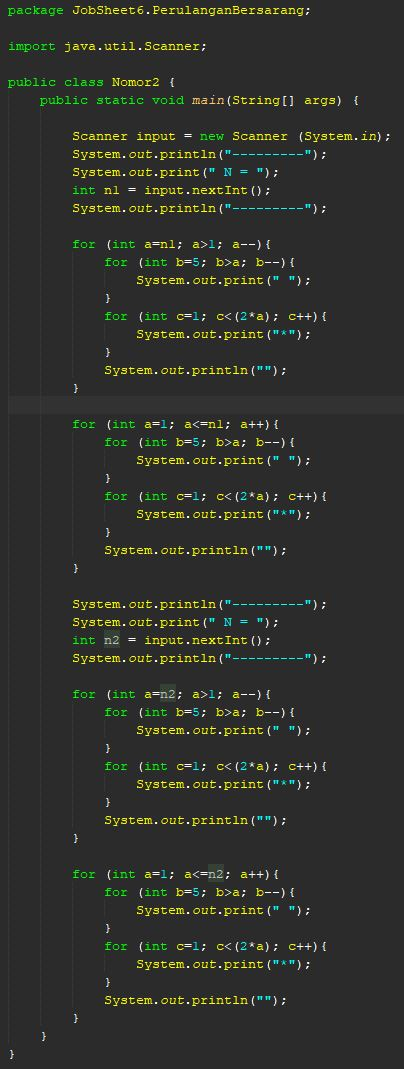 package JobSheet6.PerulanganBersarang;
import java.util.Scanner;
public class Nomor2 {
public static void main(String[] args) {
Scanner input = new Scanner (System.in);
System.out.println("---------");
System.out.print(" N = ");
int n1 = input.nextInt();
System.out.println("---------");
for (int a=n1; a>1; a--){
for (int b=5; b>a; b--){
System.out.print(" ");
}
for (int c=1; c<(2*a); c++){
System.out.print("*");
}
System.out.println("");
}
for (int a=1; a<=n1; a++){
for (int b=5; b>a; b--){
System.out.print(" ");
}
for (int c=1; c<(2*a); c++){
System.out.print("*");
}
System.out.println("");
}
System.out.println("---------");
System.out.print(" N = ");
int n2 = input.nextInt();
System.out.println("---------");
for (int a=n2; a>1; a--){
for (int b=5; b>a; b--){
System.out.print(" ");
}
for (int c=1; c<(2*a); c++){
System.out.print("*");
}
System.out.println("");
}
for (int a=1; a<=n2; a++){
for (int b=5; b>a; b--){
System.out.print(" ");
}
for (int c=1; c<(2*a); c++){
System.out.print("*");
}
System.out.println("");
}
}
}